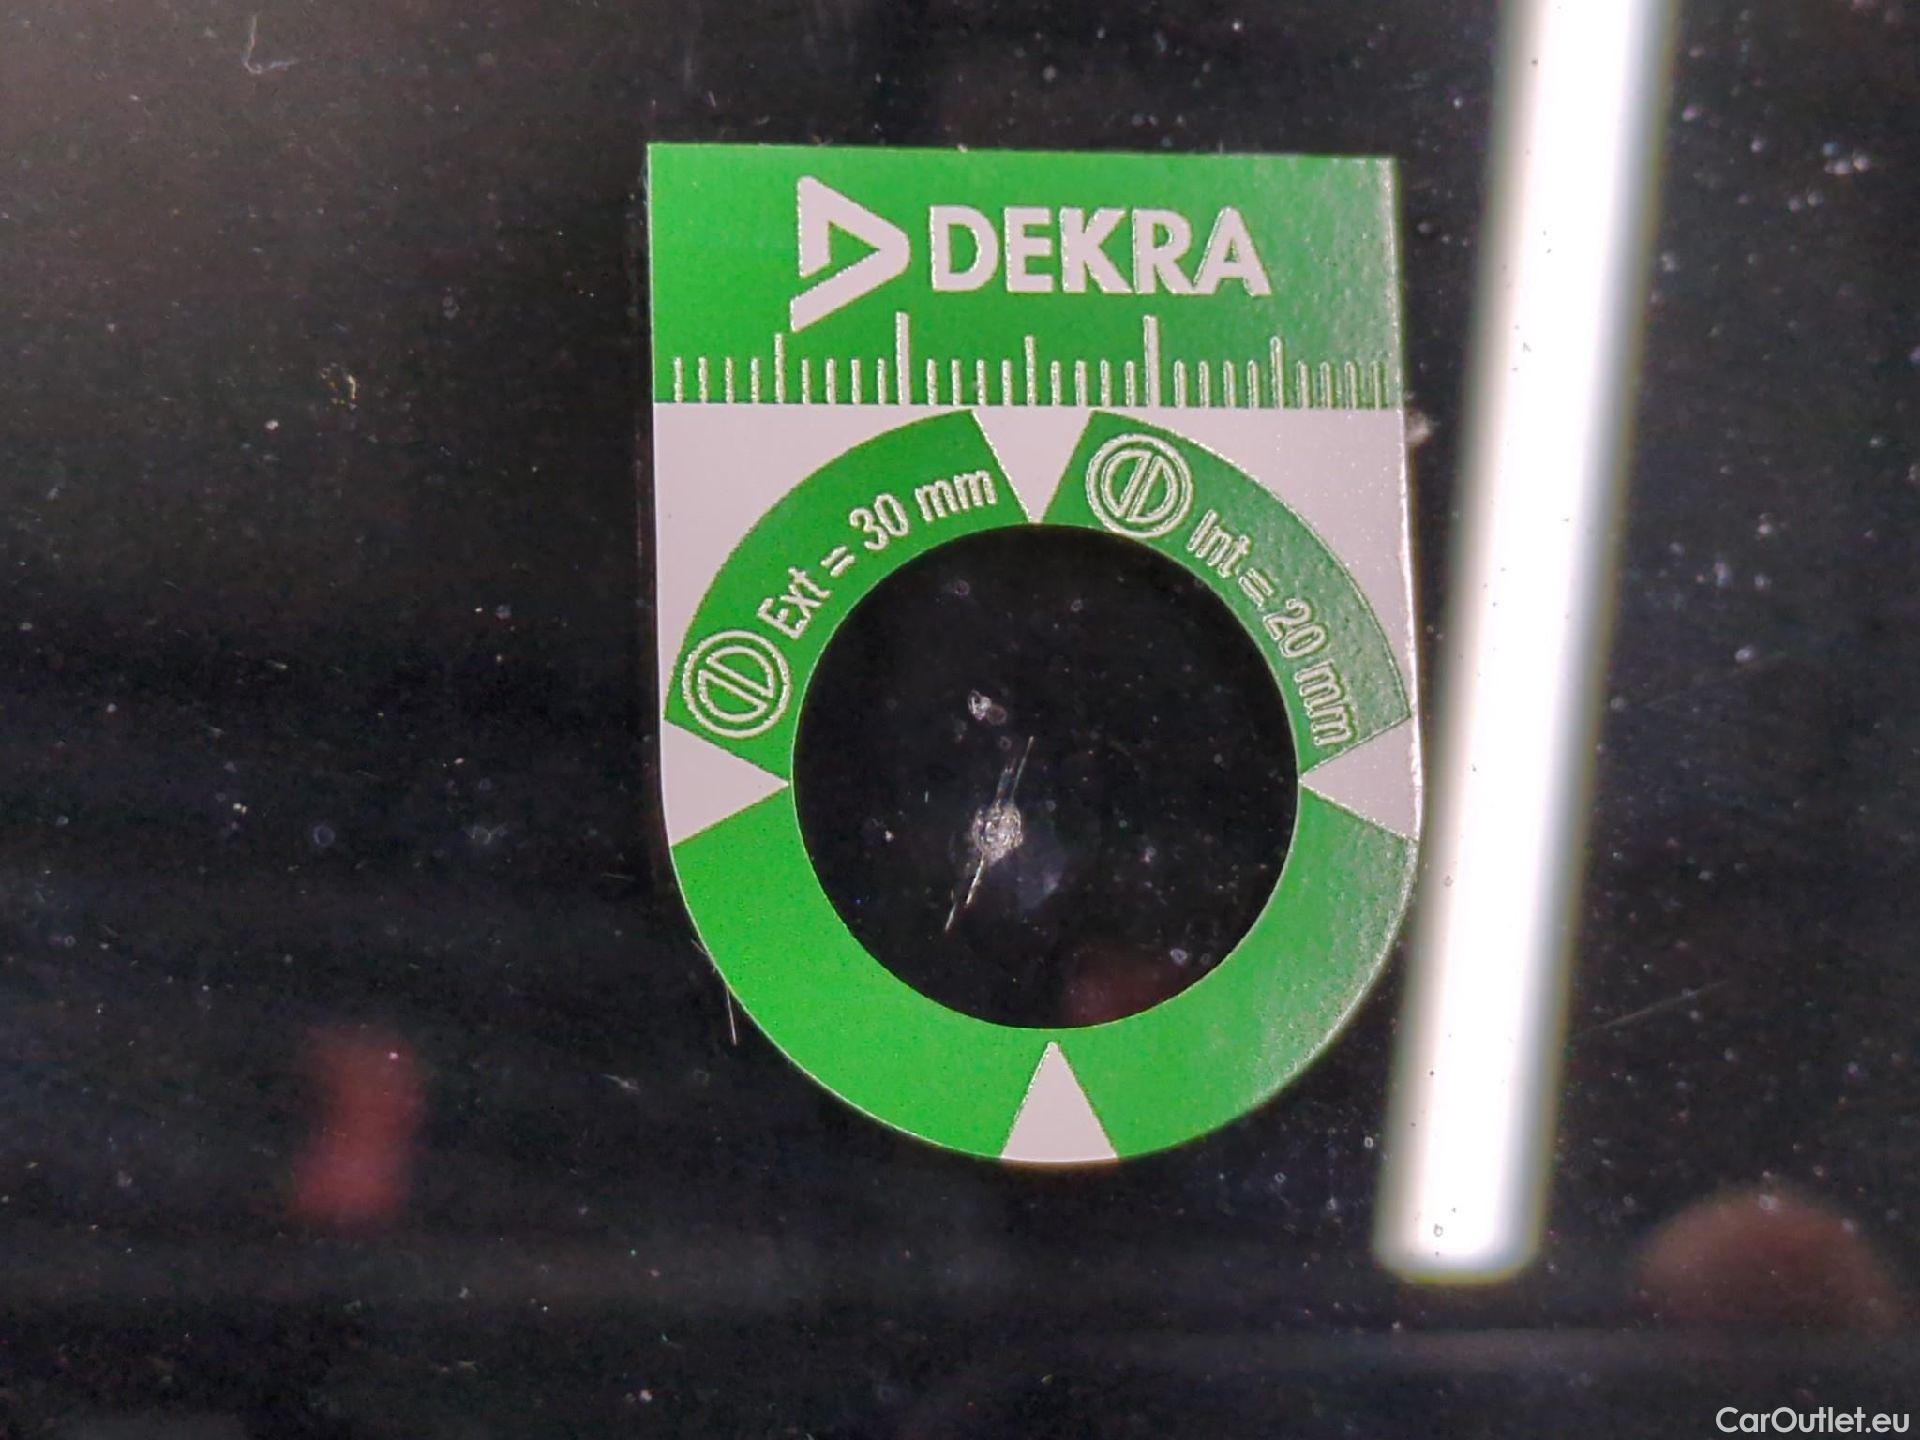 DEKRA
Ext = 30 mm
Int = 20 mm
CarOutlet.eu